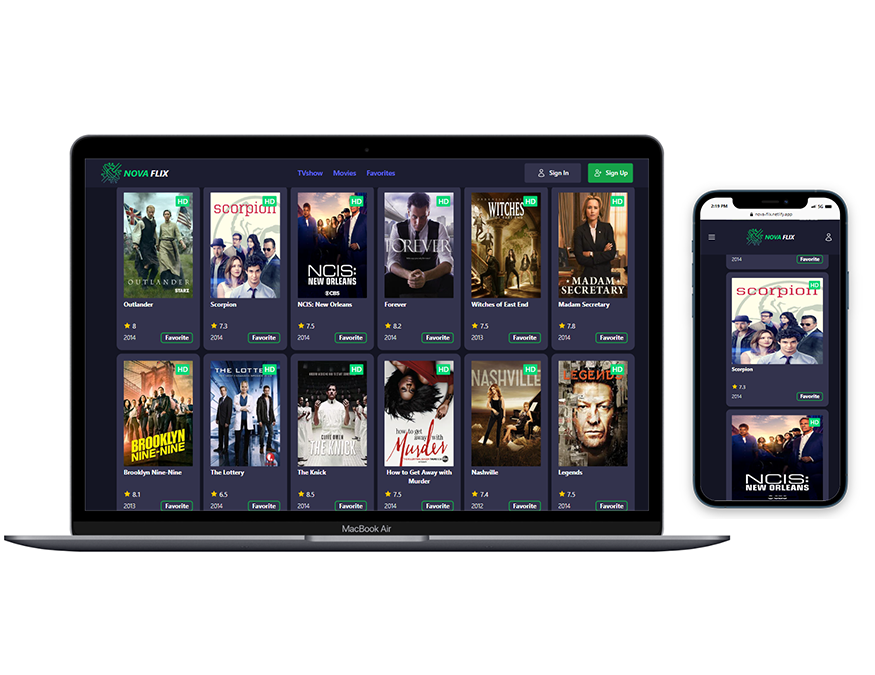 NOVA FLIX
TVshow Movies Favorites
Sign In
Sign Up
HD HD HD HD HD HD
OUTLANDER
STARZ
scorpion
NCIS:
NEW ORLEANS
CBS
FOREVER
WITCHES
MADAM
SECRETARY
Outlander Scorpion NCIS: New Orleans Forever Witches of East End Madam Secretary
8 7.3 7.5 8.2 7.5 7.8
2014 Favorite 2014 Favorite 2014 Favorite 2014 Favorite 2013 Favorite 2014 Favorite
HD HD HD HD HD HD
BROOKLYN
NINE-NINE
THE LOTTERY
CLIVE OWEN
THE KNICK
how to get
away with
Murder
NASHVILLE
LEGENDS
Brooklyn Nine-Nine The Lottery The Knick How to Get Away with Nashville Legends
Murder
8.1 6.5 8.5 7.5 7.4 7.5
2013 Favorite 2014 Favorite 2014 Favorite 2014 Favorite 2012 Favorite 2014 Favorite
MacBook Air
2:19 PM
5G
nova-flix.netlify.app
NOVA FLIX
2014 Favorite
HD
scorpion
Scorpion
7.3
2014 Favorite
HD
NCIS:
NEW ORLEANS